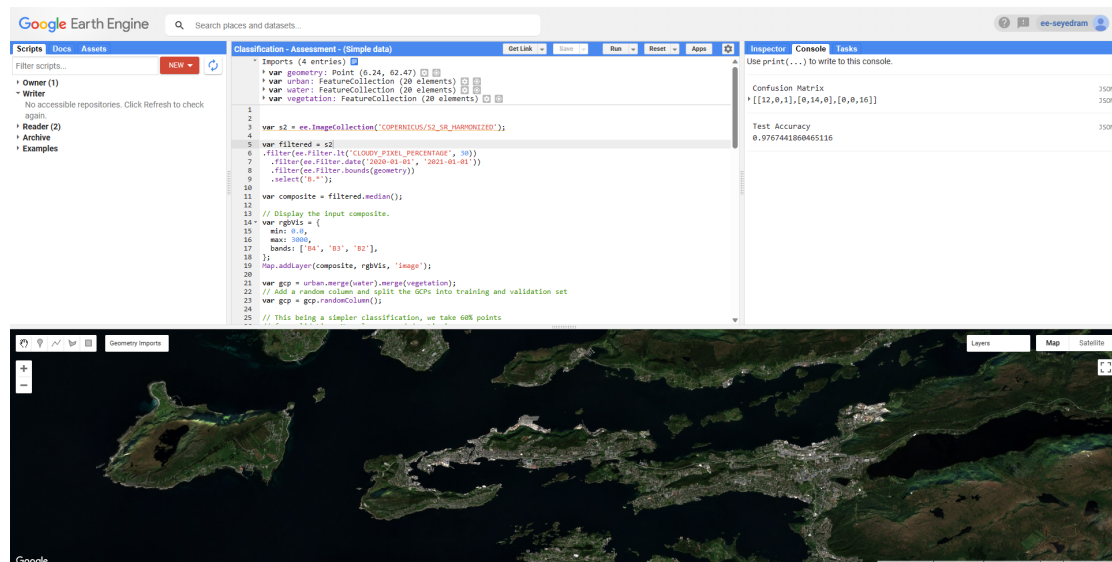 Google Earth Engine
Search places and datasets...
ee-seyedram
Scripts Docs Assets
Filter scripts...
NEW
Owner (1)
Writer
No accessible repositories. Click Refresh to check
again.
Reader (2)
Archive
Examples
Classification - Assessment - (Simple data)
Get Link Save Run Reset Apps
Imports (4 entries)
var geometry: Point (6.24, 62.47)
var urban: FeatureCollection (20 elements)
var water: FeatureCollection (20 elements)
var vegetation: FeatureCollection (20 elements)
1
2
3 var s2 = ee.ImageCollection('COPERNICUS/S2_SR_HARMONIZED');
4
5 var filtered = s2
6 .filter(ee.Filter.lt('CLOUDY_PIXEL_PERCENTAGE', 30))
7 .filter(ee.Filter.date('2020-01-01', '2021-01-01'))
8 .filter(ee.Filter.bounds(geometry))
9 .select('B.*');
10
11 var composite = filtered.median();
12
13 // Display the input composite.
14 var rgbVis = {
15 min: 0.0,
16 max: 3000,
17 bands: ['B4', 'B3', 'B2'],
18 };
19 Map.addLayer(composite, rgbVis, 'image');
20
21 var gcp = urban.merge(water).merge(vegetation);
22 // Add a random column and split the GCPs into training and validation set
23 var gcp = gcp.randomColumn();
24
25 // This being a simpler classification, we take 60% points
Inspector Console Tasks
Use print(...) to write to this console.
Confusion Matrix
JSON
[[12,0,1],[0,14,0],[0,0,16]]
JSON
Test Accuracy
JSON
0.9767441860465116
Geometry Imports
Layers
Map Satellite
Google